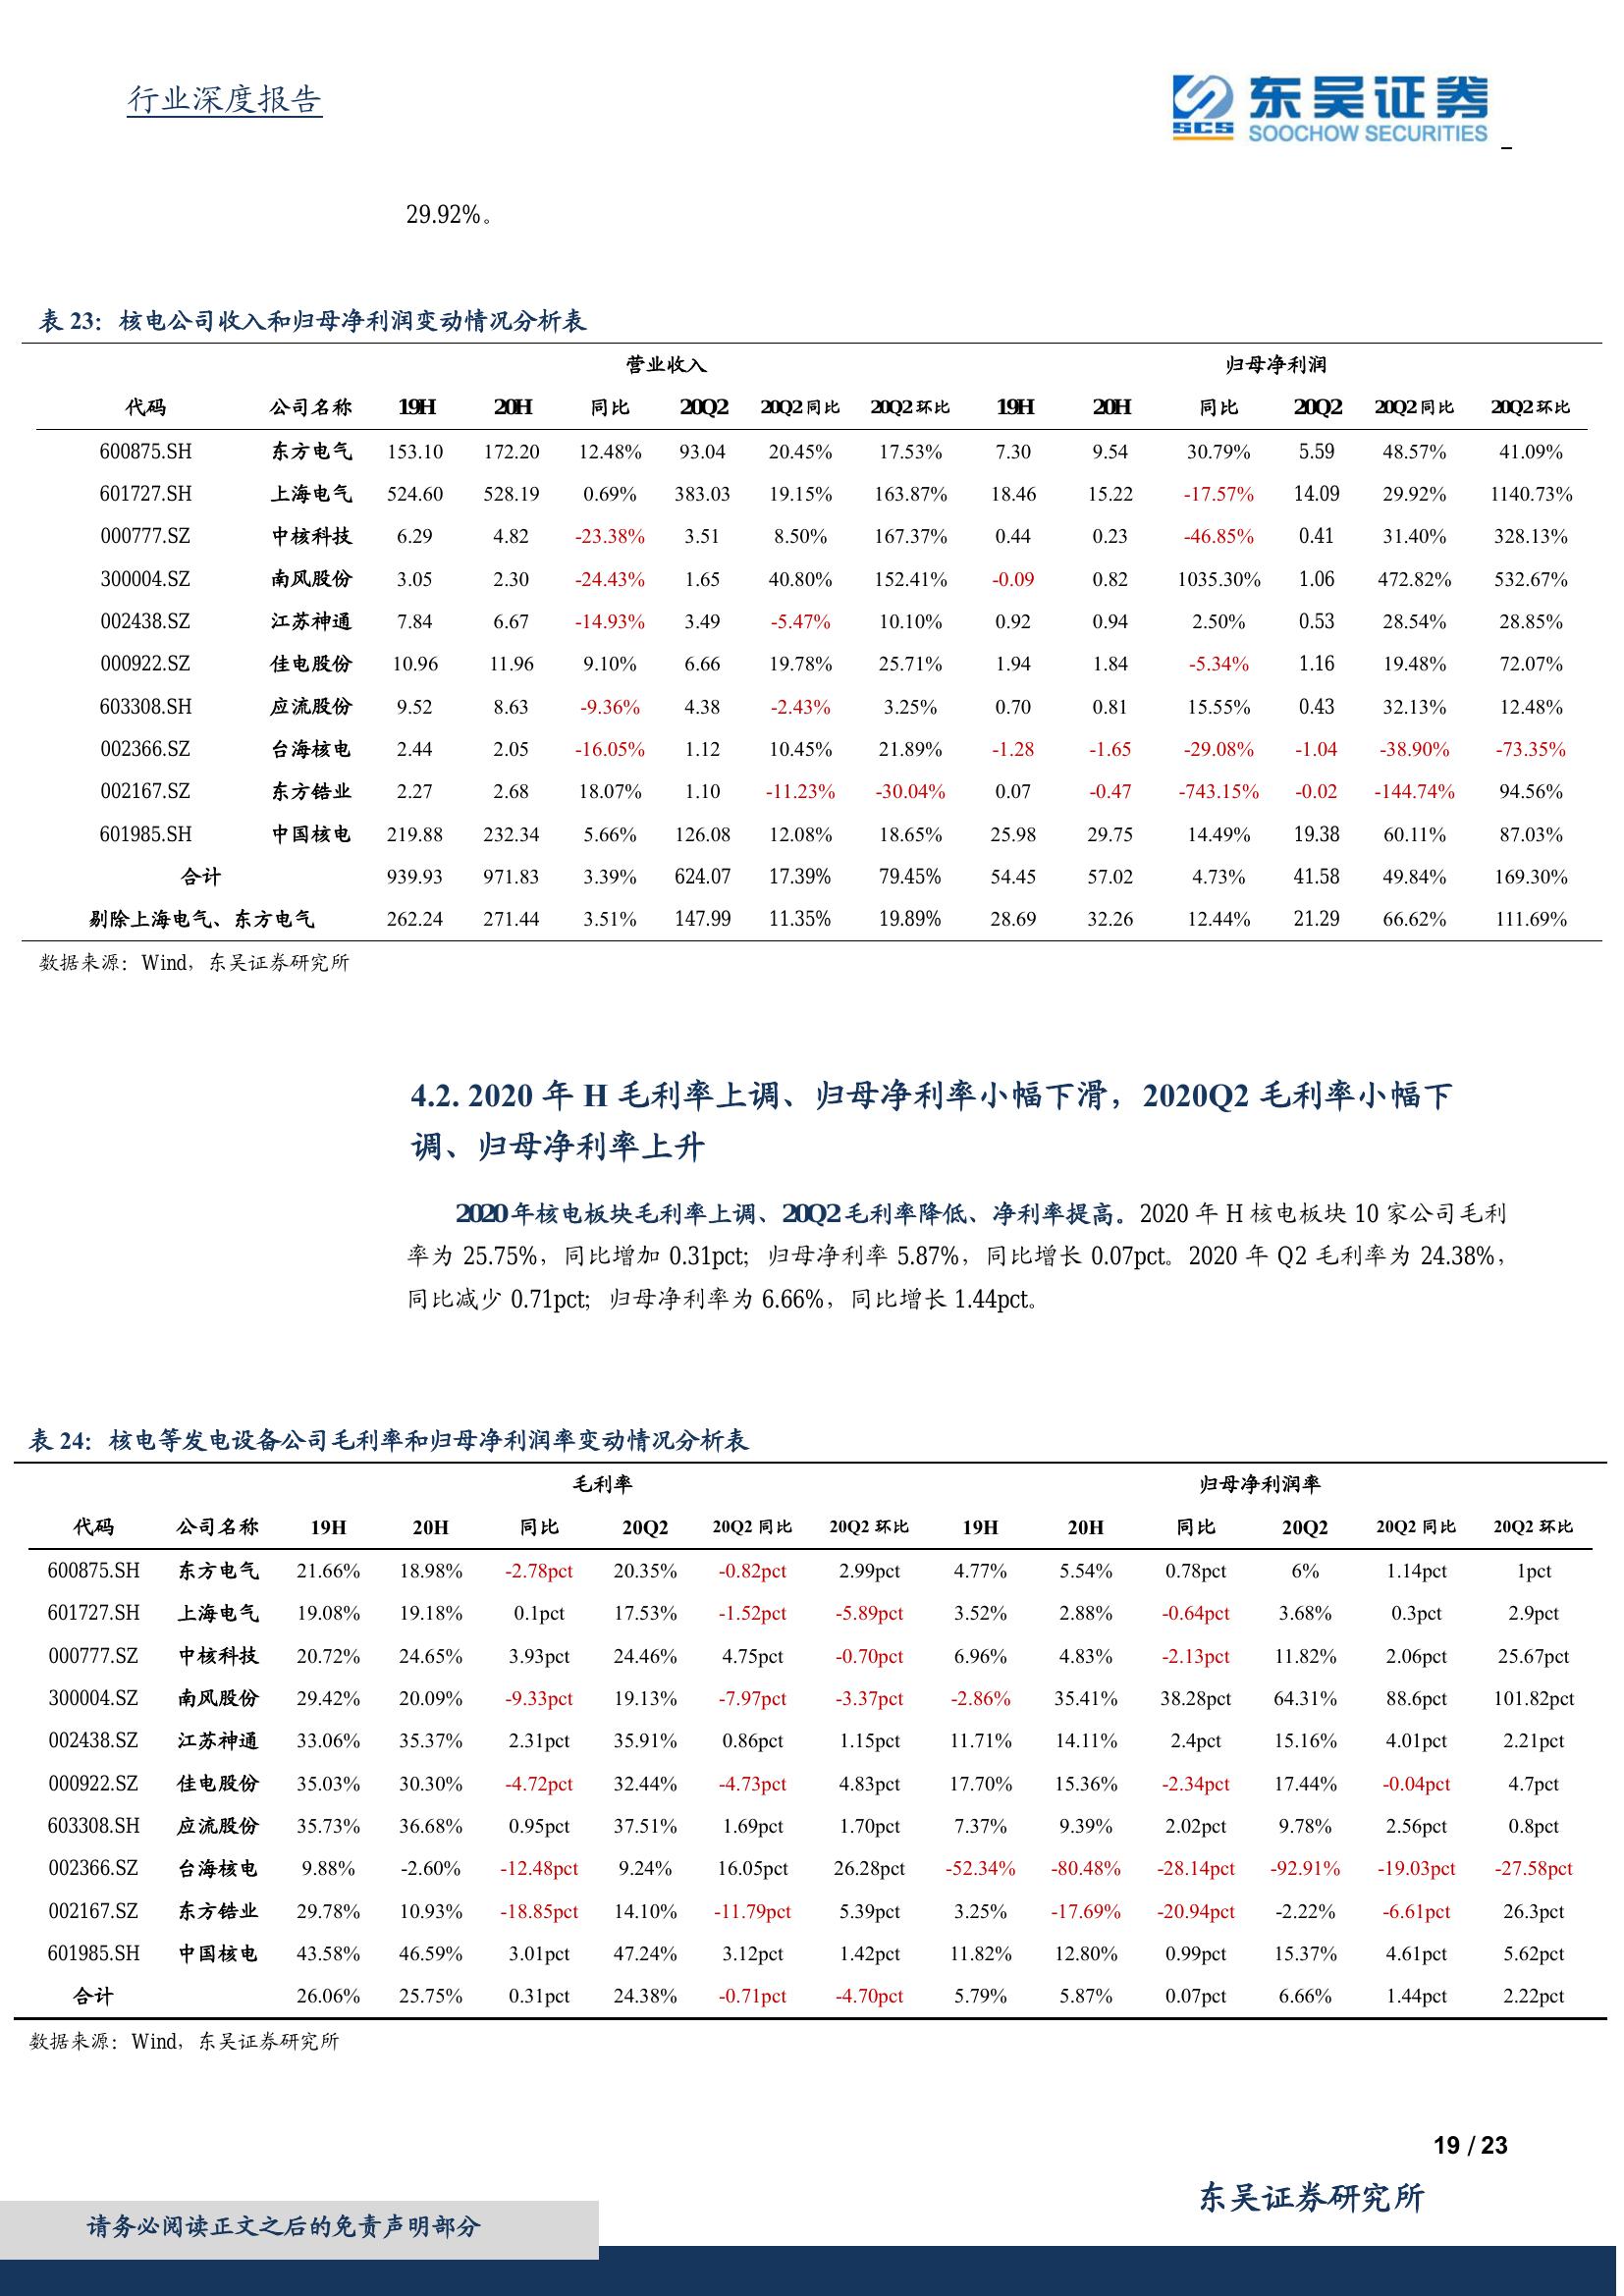 行业深度报告
SCS 东吴证券
SOOCHOW SECURITIES
29.92%。
表 23：核电公司收入和归母净利润变动情况分析表
营业收入 归母净利润
代码 公司名称 19H 20H 同比 20Q2 20Q2 同比 20Q2 环比 19H 20H 同比 20Q2 20Q2 同比 20Q2 环比
600875.SH 东方电气 153.10 172.20 12.48% 93.04 20.45% 17.53% 7.30 9.54 30.79% 5.59 48.57% 41.09%
601727.SH 上海电气 524.60 528.19 0.69% 383.03 19.15% 163.87% 18.46 15.22 -17.57% 14.09 29.92% 1140.73%
000777.SZ 中核科技 6.29 4.82 -23.38% 3.51 8.50% 167.37% 0.44 0.23 -46.85% 0.41 31.40% 328.13%
300004.SZ 南风股份 3.05 2.30 -24.43% 1.65 40.80% 152.41% -0.09 0.82 1035.30% 1.06 472.82% 532.67%
002438.SZ 江苏神通 7.84 6.67 -14.93% 3.49 -5.47% 10.10% 0.92 0.94 2.50% 0.53 28.54% 28.85%
000922.SZ 佳电股份 10.96 11.96 9.10% 6.66 19.78% 25.71% 1.94 1.84 -5.34% 1.16 19.48% 72.07%
603308.SH 应流股份 9.52 8.63 -9.36% 4.38 -2.43% 3.25% 0.70 0.81 15.55% 0.43 32.13% 12.48%
002366.SZ 台海核电 2.44 2.05 -16.05% 1.12 10.45% 21.89% -1.28 -1.65 -29.08% -1.04 -38.90% -73.35%
002167.SZ 东方锆业 2.27 2.68 18.07% 1.10 -11.23% -30.04% 0.07 -0.47 -743.15% -0.02 -144.74% 94.56%
601985.SH 中国核电 219.88 232.34 5.66% 126.08 12.08% 18.65% 25.98 29.75 14.49% 19.38 60.11% 87.03%
合计 939.93 971.83 3.39% 624.07 17.39% 79.45% 54.45 57.02 4.73% 41.58 49.84% 169.30%
剔除上海电气、东方电气 262.24 271.44 3.51% 147.99 11.35% 19.89% 28.69 32.26 12.44% 21.29 66.62% 111.69%
数据来源：Wind，东吴证券研究所
4.2. 2020 年 H 毛利率上调、归母净利率小幅下滑，2020Q2 毛利率小幅下
调、归母净利率上升
2020 年核电板块毛利率上调、20Q2 毛利率降低、净利率提高。2020 年 H 核电板块 10 家公司毛利
率为 25.75%，同比增加 0.31pct；归母净利率 5.87%，同比增长 0.07pct。2020 年 Q2 毛利率为 24.38%，
同比减少 0.71pct；归母净利率为 6.66%，同比增长 1.44pct。
表 24：核电等发电设备公司毛利率和归母净利润率变动情况分析表
毛利率 归母净利润率
代码 公司名称 19H 20H 同比 20Q2 20Q2 同比 20Q2 环比 19H 20H 同比 20Q2 20Q2 同比 20Q2 环比
600875.SH 东方电气 21.66% 18.98% -2.78pct 20.35% -0.82pct 2.99pct 4.77% 5.54% 0.78pct 6% 1.14pct 1pct
601727.SH 上海电气 19.08% 19.18% 0.1pct 17.53% -1.52pct -5.89pct 3.52% 2.88% -0.64pct 3.68% 0.3pct 2.9pct
000777.SZ 中核科技 20.72% 24.65% 3.93pct 24.46% 4.75pct -0.70pct 6.96% 4.83% -2.13pct 11.82% 2.06pct 25.67pct
300004.SZ 南风股份 29.42% 20.09% -9.33pct 19.13% -7.97pct -3.37pct -2.86% 35.41% 38.28pct 64.31% 88.6pct 101.82pct
002438.SZ 江苏神通 33.06% 35.37% 2.31pct 35.91% 0.86pct 1.15pct 11.71% 14.11% 2.4pct 15.16% 4.01pct 2.21pct
000922.SZ 佳电股份 35.03% 30.30% -4.72pct 32.44% -4.73pct 4.83pct 17.70% 15.36% -2.34pct 17.44% -0.04pct 4.7pct
603308.SH 应流股份 35.73% 36.68% 0.95pct 37.51% 1.69pct 1.70pct 7.37% 9.39% 2.02pct 9.78% 2.56pct 0.8pct
002366.SZ 台海核电 9.88% -2.60% -12.48pct 9.24% 16.05pct 26.28pct -52.34% -80.48% -28.14pct -92.91% -19.03pct -27.58pct
002167.SZ 东方锆业 29.78% 10.93% -18.85pct 14.10% -11.79pct 5.39pct 3.25% -17.69% -20.94pct -2.22% -6.61pct 26.3pct
601985.SH 中国核电 43.58% 46.59% 3.01pct 47.24% 3.12pct 1.42pct 11.82% 12.80% 0.99pct 15.37% 4.61pct 5.62pct
合计 26.06% 25.75% 0.31pct 24.38% -0.71pct -4.70pct 5.79% 5.87% 0.07pct 6.66% 1.44pct 2.22pct
数据来源：Wind，东吴证券研究所
19 / 23
东吴证券研究所
请务必阅读正文之后的免责声明部分